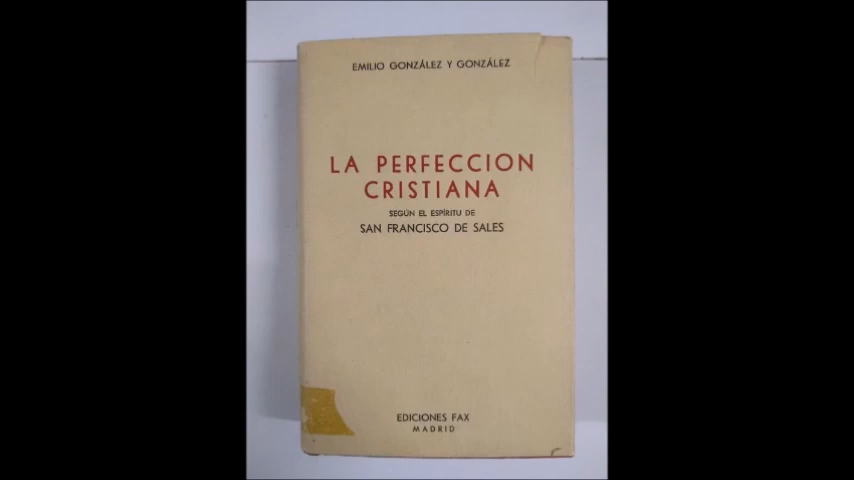 EMILIO GONZÁLEZ Y GONZÁLEZ
LA PERFECCION
CRISTIANA
SEGÚN EL ESPÍRITU DE
SAN FRANCISCO DE SALES
EDICIONES FAX
MADRID